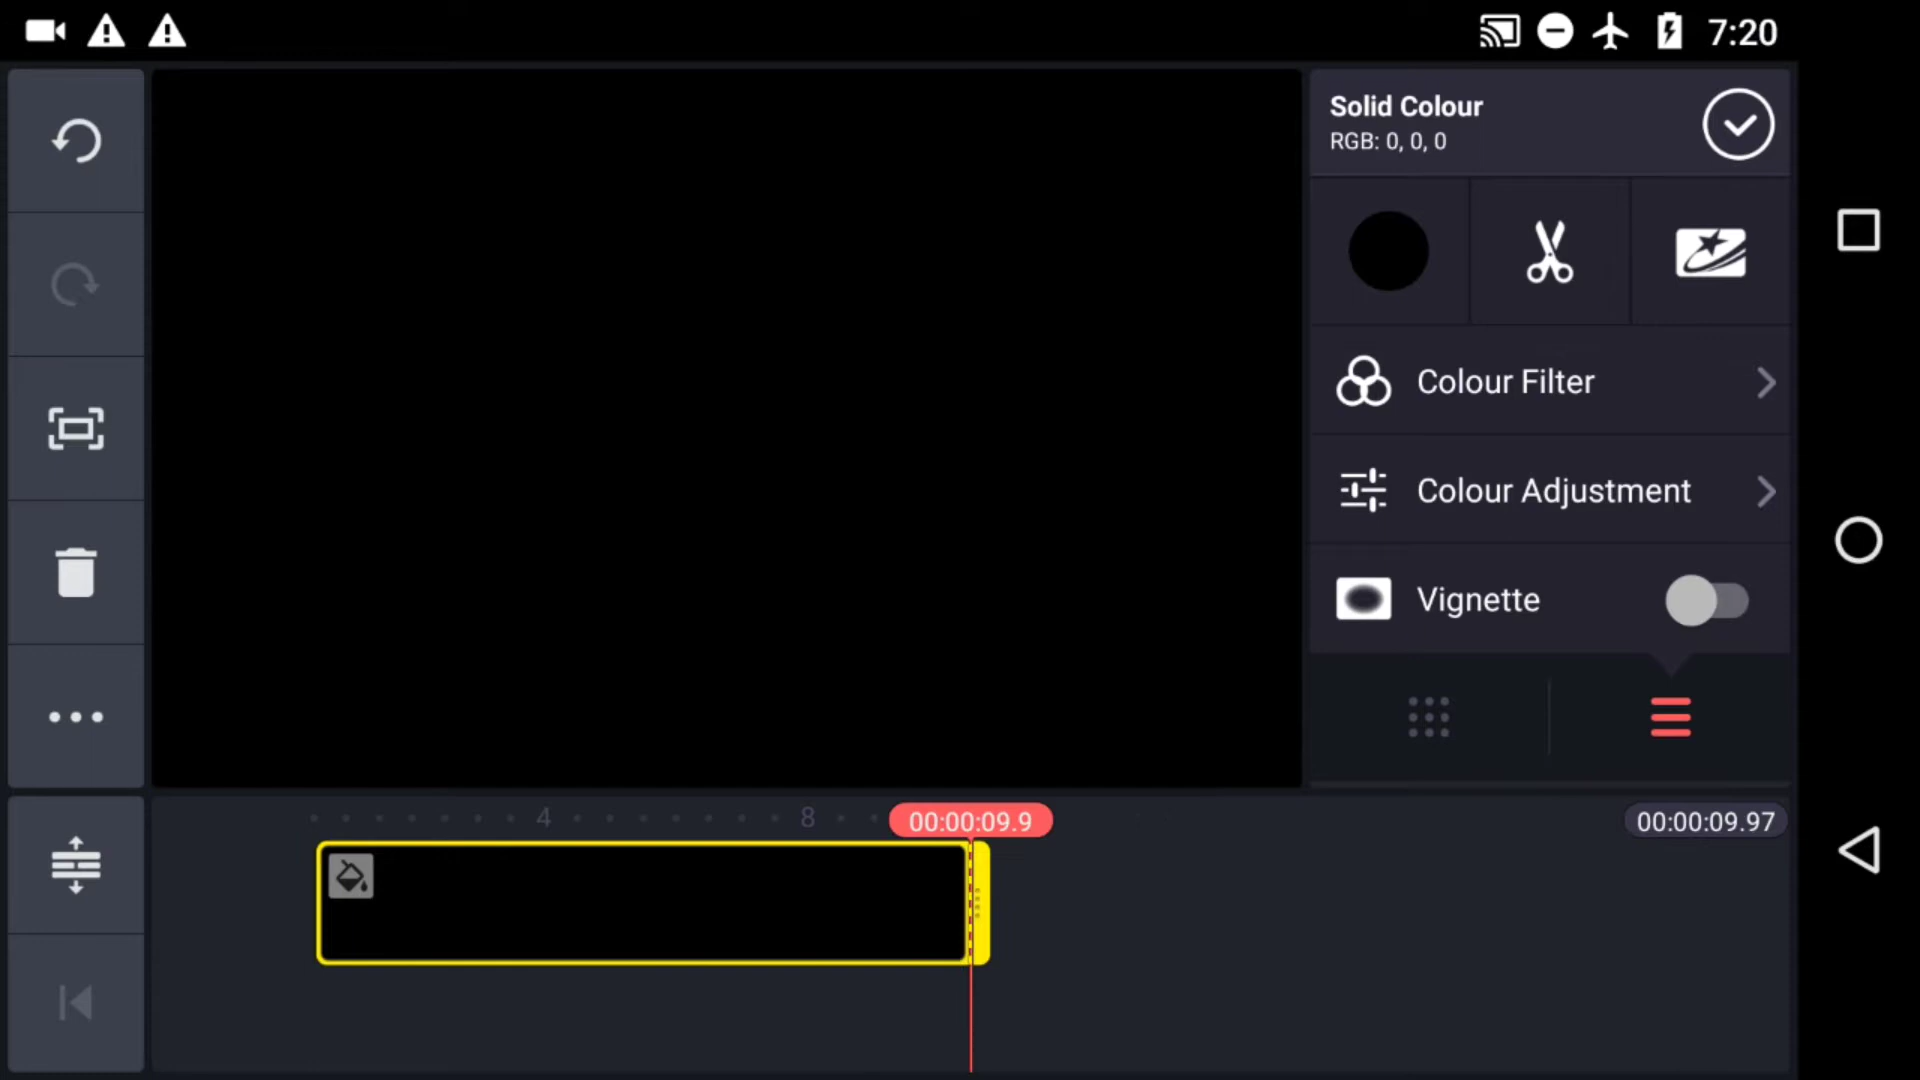 7:20
Solid Colour
RGB: 0, 0, 0
Colour Filter
Colour Adjustment
Vignette
4
8
00:00:09.9
00:00:09.97